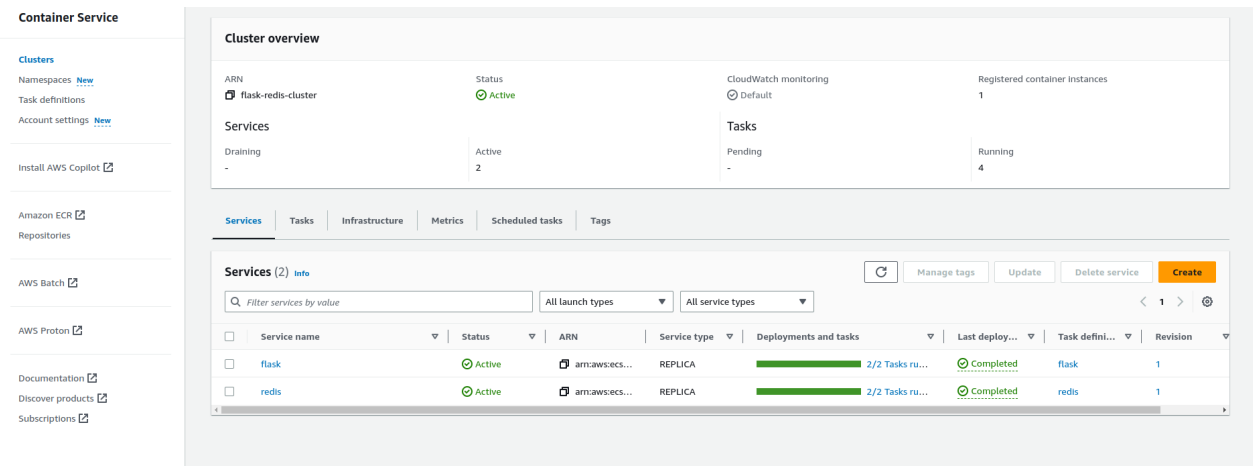 Container Service
Clusters
Namespaces New
Task definitions
Account settings New
Install AWS Copilot
Amazon ECR
Repositories
AWS Batch
AWS Proton
Documentation
Discover products
Subscriptions
Cluster overview
ARN
flask-redis-cluster
Status
Active
CloudWatch monitoring
Default
Registered container instances
1
Services
Draining
-
Active
2
Tasks
Pending
-
Running
4
Services Tasks Infrastructure Metrics Scheduled tasks Tags
Services (2) Info
Manage tags Update Delete service Create
Filter services by value All launch types All service types 1
Service name Status ARN Service type Deployments and tasks Last deploy... Task defini... Revision
flask Active arn:aws:ecs... REPLICA 2/2 Tasks ru... Completed flask 1
redis Active arn:aws:ecs... REPLICA 2/2 Tasks ru... Completed redis 1